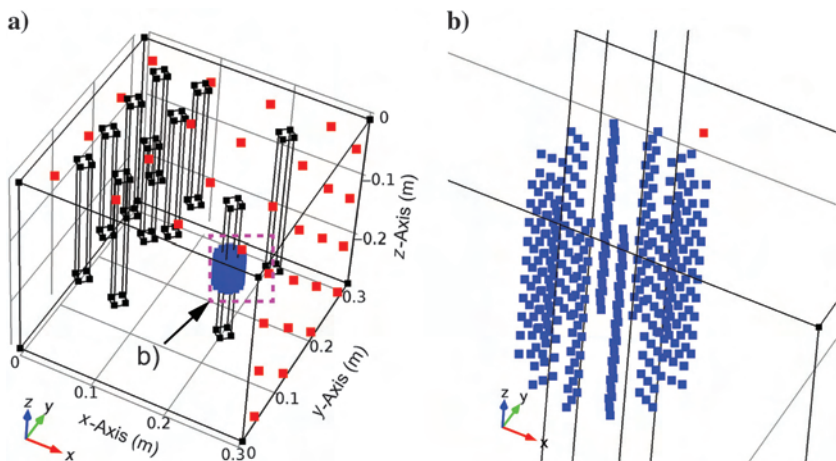 a)
b)
0
0.1
0.2
z-Axis (m)
0.3
0.2
0.1
y-Axis (m)
b)
0
0.1
0.2
0.30
x-Axis (m)
z
y
x
z
y
x